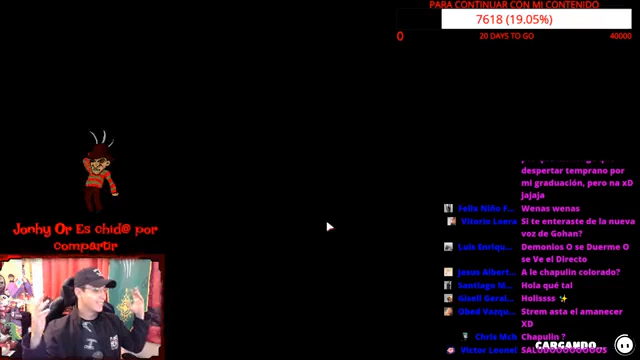 PARA CONTINUAR CON MI CONTENIDO
7618 (19.05%)
0
20 DAYS TO GO
40000
despertar temprano por
mi graduación, pero na xD
jajaja
Felix Niño F... Wenas wenas
Vikorin Loera Si te enteraste de la nueva
voz de Gohan?
Luis Enriqu... Demonios O se Duerme O
se Ve el Directo
Jesus Albert... A le chapulin colorado?
Santiago M... Hola qué tal
Gisell Geral... Holissss ✨
Obed Vazqu... Strem asta el amanecer
XD
Chris Mch Chapulin ?
Victor Leonel
CARGANDO...
Jonhy Or Es chid@ por
compartir